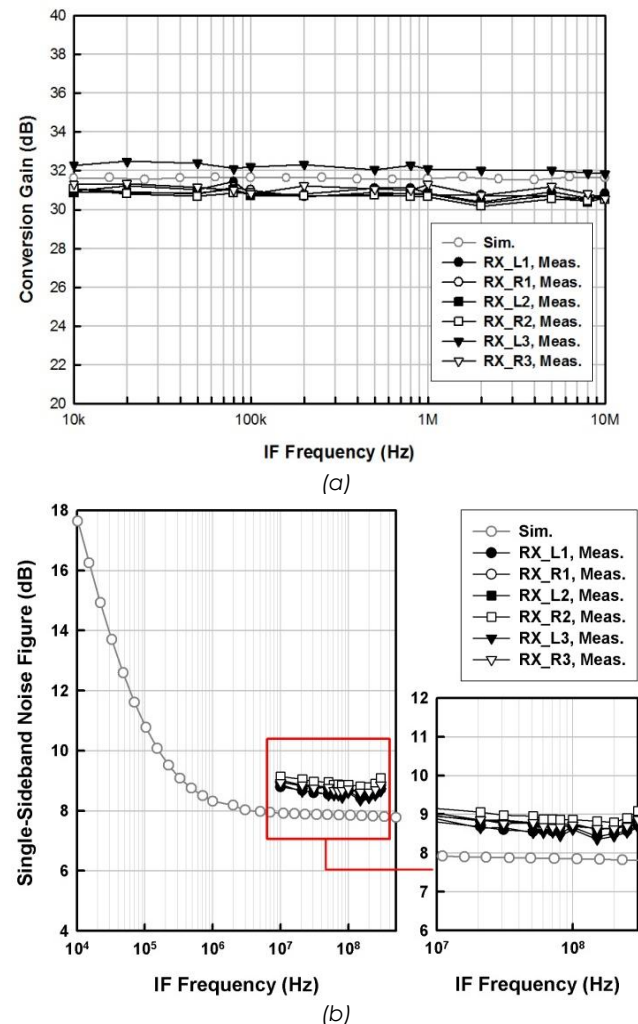 40
38
36
34
32
30
28
26
24
22
20
Conversion Gain (dB)
Sim.
RX_L1, Meas.
RX_R1, Meas.
RX_L2, Meas.
RX_R2, Meas.
RX_L3, Meas.
RX_R3, Meas.
10k 100k 1M 10M
IF Frequency (Hz)
(a)
18
16
14
12
10
8
6
4
Single-Sideband Noise Figure (dB)
10⁴ 10⁵ 10⁶ 10⁷ 10⁸
IF Frequency (Hz)
Sim.
RX_L1, Meas.
RX_R1, Meas.
RX_L2, Meas.
RX_R2, Meas.
RX_L3, Meas.
RX_R3, Meas.
12
11
10
9
8
7
6
10⁷ 10⁸
IF Frequency (Hz)
(b)